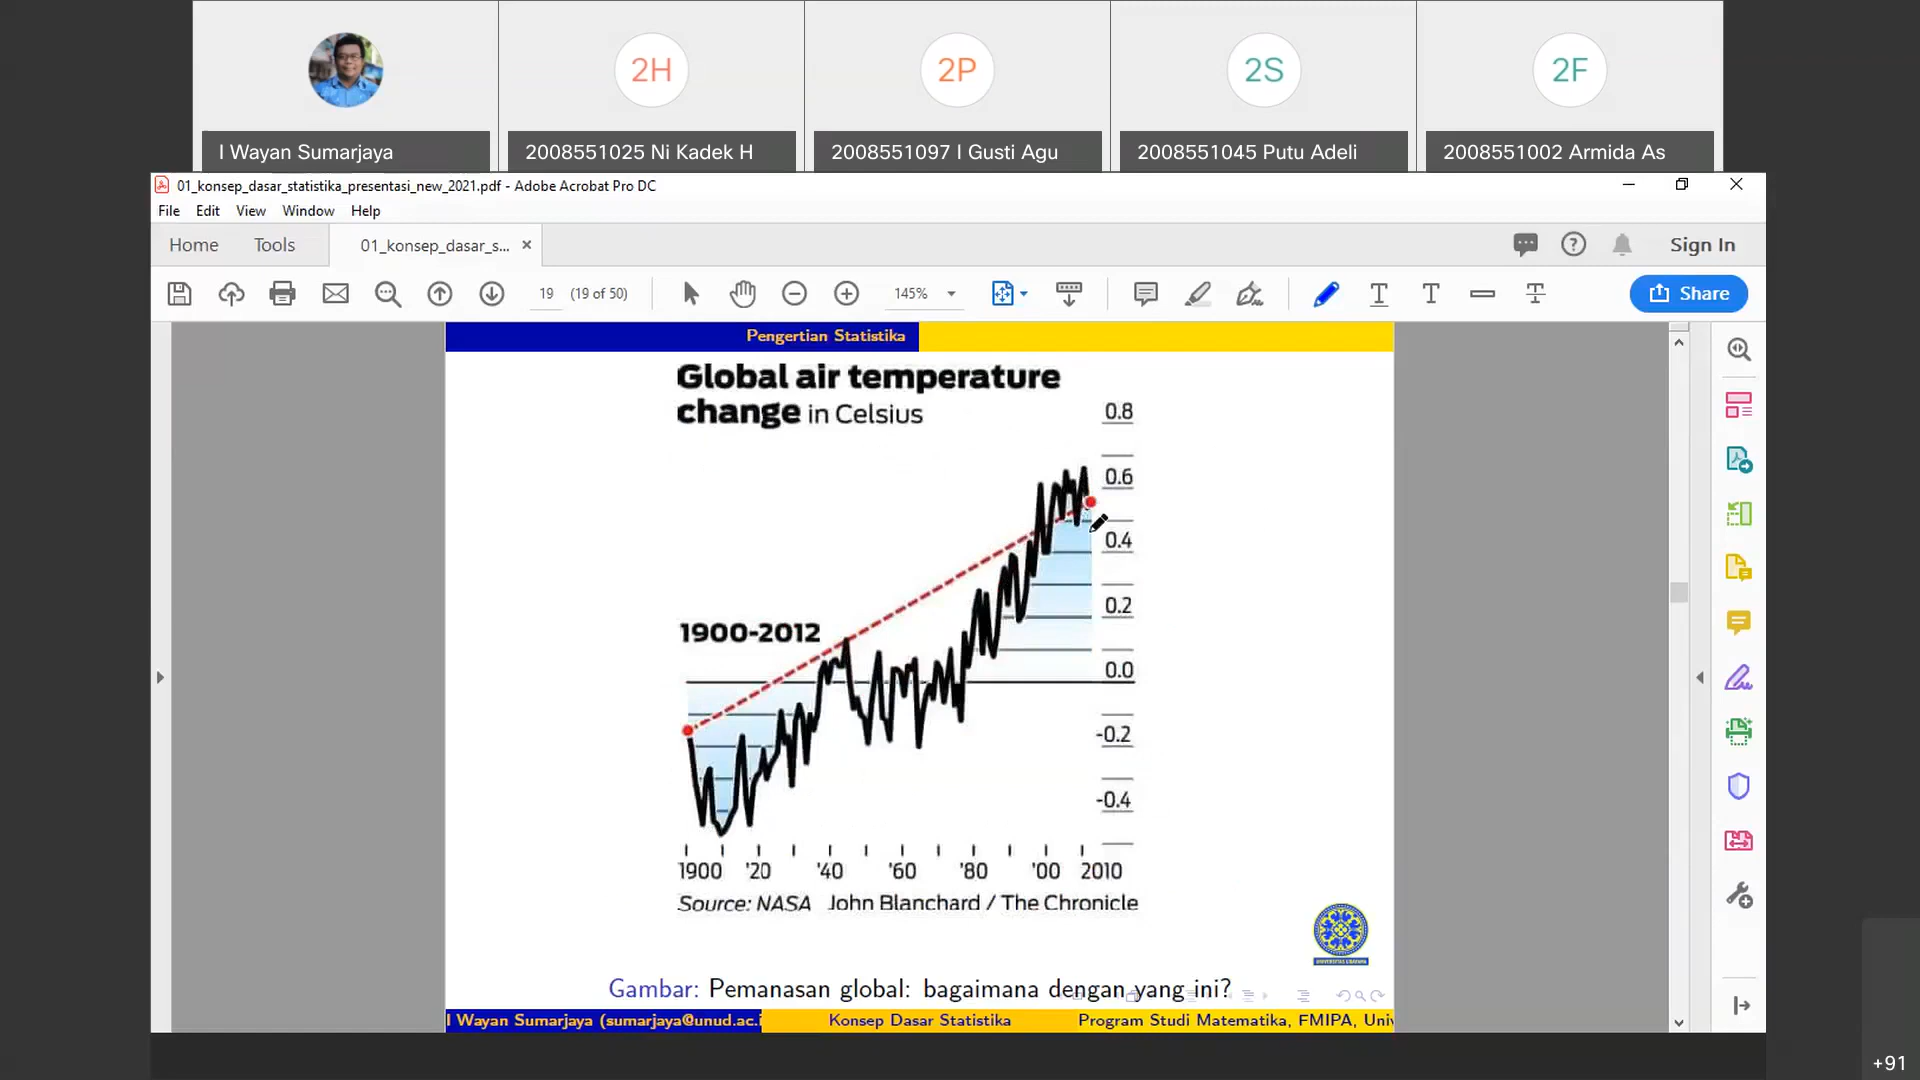 2H
2P
2S
2F
I Wayan Sumarjaya
2008551025 Ni Kadek H
2008551097 I Gusti Agu
2008551045 Putu Adeli
2008551002 Armida As
01_konsep_dasar_statistika_presentasi_new_2021.pdf - Adobe Acrobat Pro DC
File Edit View Window Help
Home Tools 01_konsep_dasar_s... × Sign In
19 (19 of 50) 145% Share
Pengertian Statistika
Global air temperature
change in Celsius
0.8
0.6
0.4
0.2
1900-2012
0.0
-0.2
-0.4
1900 '20 '40 '60 '80 '00 2010
Source: NASA John Blanchard / The Chronicle
UNIVERSITAS UDAYANA
Gambar: Pemanasan global: bagaimana dengan yang ini?
I Wayan Sumarjaya (sumarjaya@unud.ac.i Konsep Dasar Statistika Program Studi Matematika, FMIPA, Univ
+91